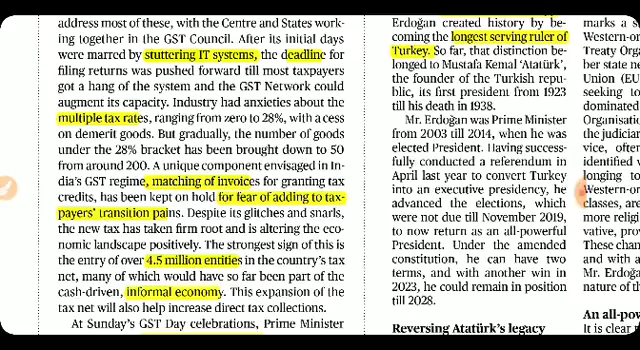 address most of these, with the Centre and States work-
ing together in the GST Council. After its initial days
were marred by stuttering IT systems, the deadline for
filing returns was pushed forward till most taxpayers
got a hang of the system and the GST Network could
augment its capacity. Industry had anxieties about the
multiple tax rates, ranging from zero to 28%, with a cess
on demerit goods. But gradually, the number of goods
under the 28% bracket has been brought down to 50
from around 200. A unique component envisaged in In-
dia's GST regime, matching of invoices for granting tax
credits, has been kept on hold for fear of adding to tax-
payers' transition pains. Despite its glitches and snarls,
the new tax has taken firm root and is altering the eco-
nomic landscape positively. The strongest sign of this is
the entry of over 4.5 million entities in the country's tax
net, many of which would have so far been part of the
cash-driven, informal economy. This expansion of the
tax net will also help increase direct tax collections.
At Sunday's GST Day celebrations, Prime Minister
Erdoğan created history by be-
coming the longest serving ruler of
Turkey. So far, that distinction be-
longed to Mustafa Kemal 'Atatürk',
the founder of the Turkish repu-
blic, its first president from 1923
till his death in 1938.
Mr. Erdoğan was Prime Minister
from 2003 till 2014, when he was
elected President. Having success-
fully conducted a referendum in
April last year to convert Turkey
into an executive presidency, he
advanced the elections, which
were not due till November 2019,
to now return as an all-powerful
President. Under the amended
constitution, he can have two
terms, and with another win in
2023, he could remain in position
till 2028.
Reversing Atatürk's legacy
marks a s
Western-or
Treaty Orga
ber state ne
Union (EU
seeking to
dominated
Organisatio
the judiciar
vice, often
identified w
longing to
Western-or
classes, are
more religi
vative, prov
These chan
and with a
Mr. Erdoğa
nature of th
An all-pow
It is clear